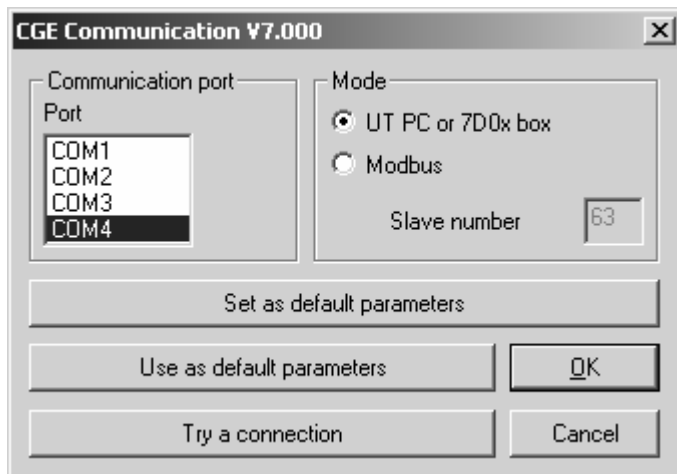 CGE Communication V7.000
Communication port
Port
COM1
COM2
COM3
COM4
Mode
UT PC or 7D0x box
Modbus
Slave number 63
Set as default parameters
Use as default parameters
OK
Try a connection
Cancel